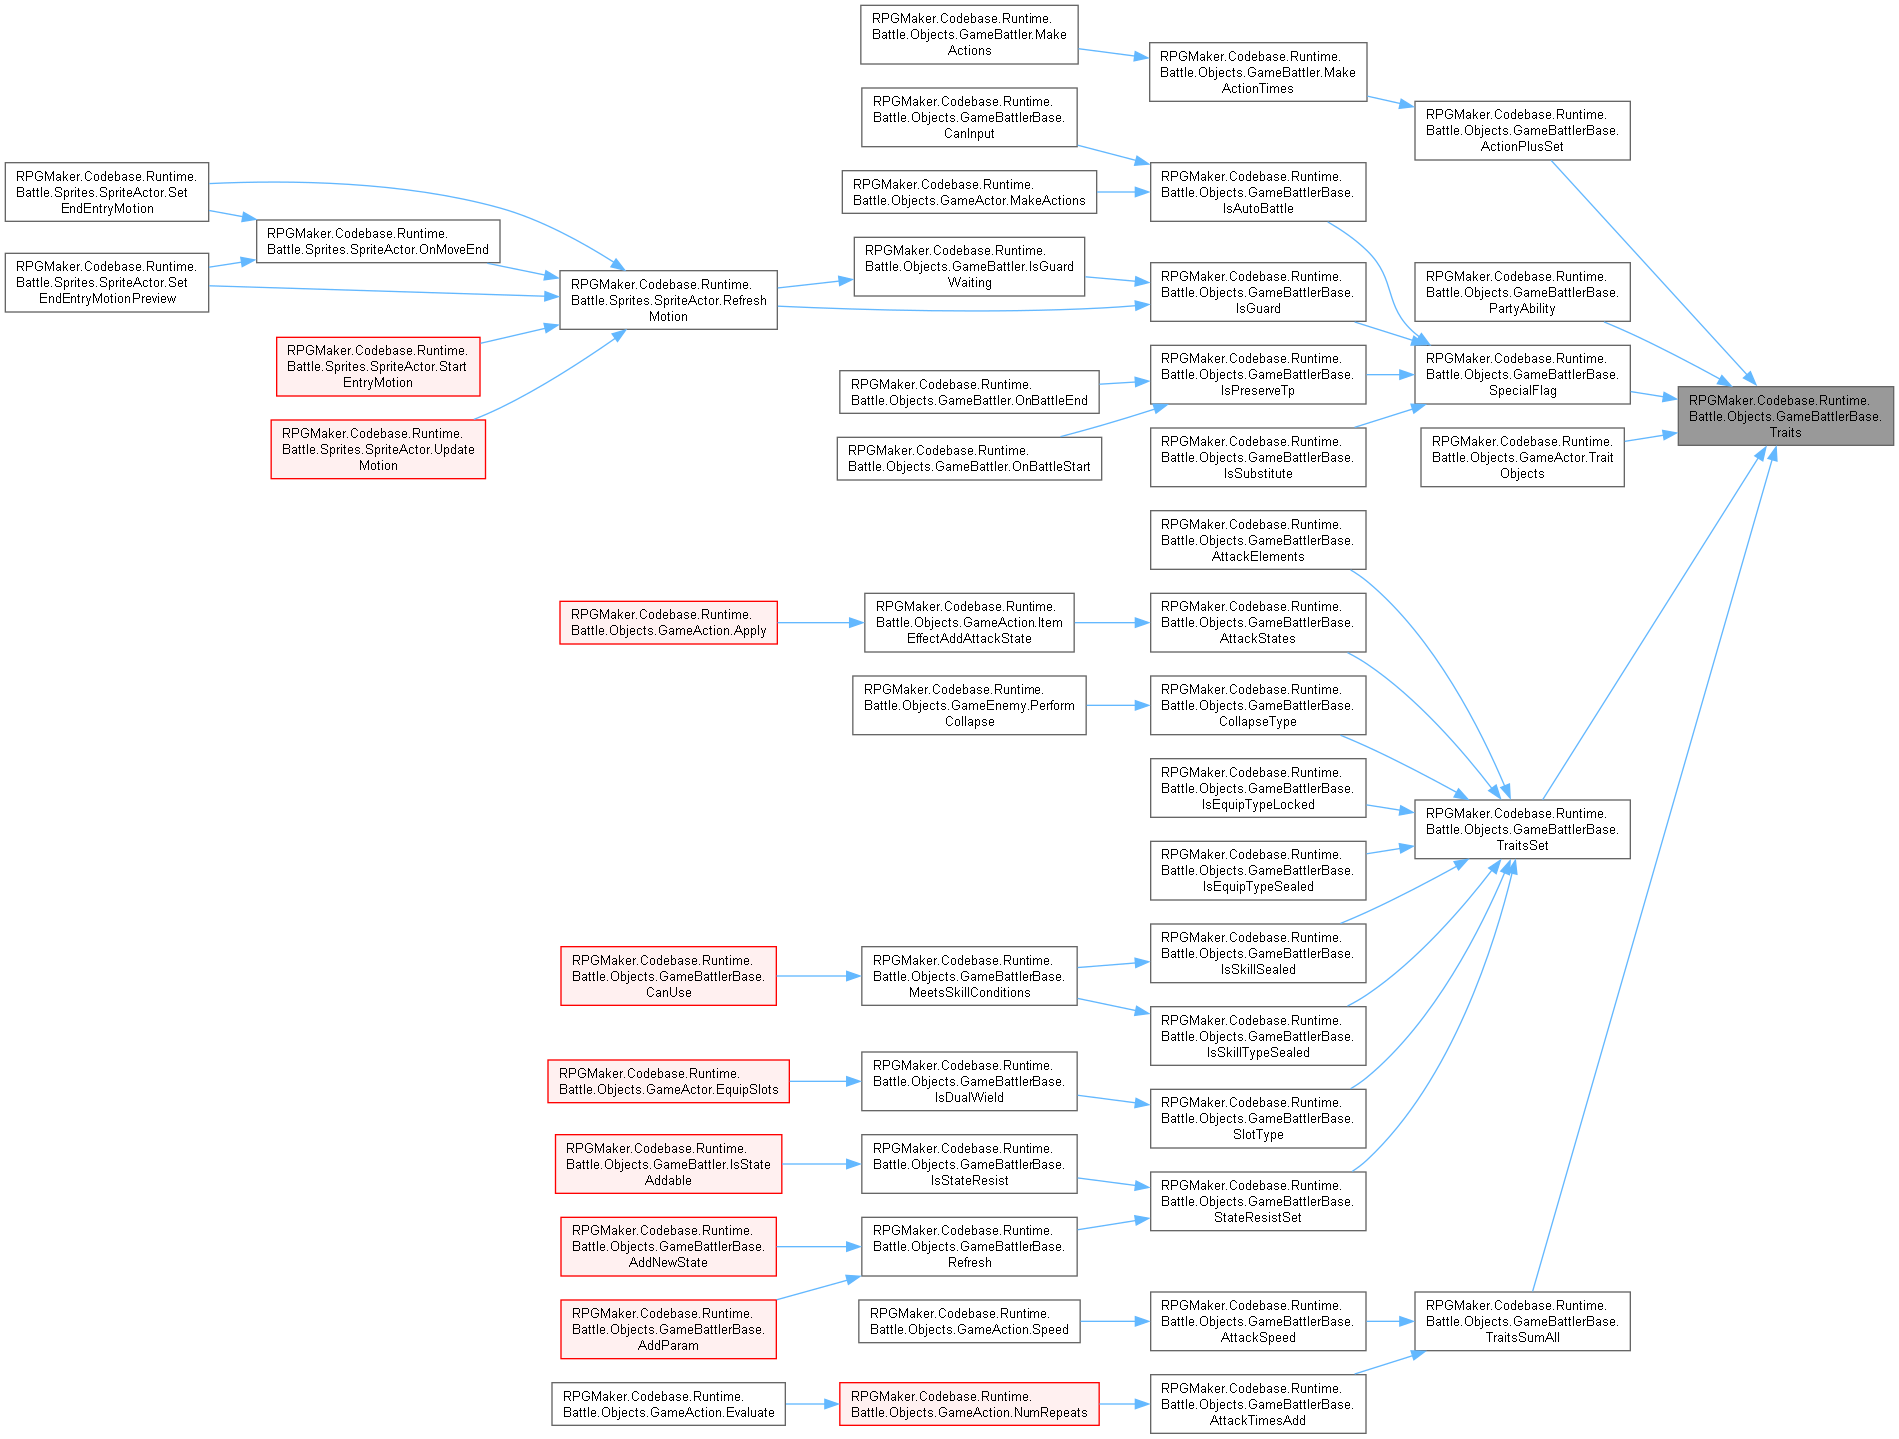 RPGMaker.Codebase.Runtime.
Battle.Objects.GameBattler.Make
Actions
RPGMaker.Codebase.Runtime.
Battle.Objects.GameBattler.Make
ActionTimes
RPGMaker.Codebase.Runtime.
Battle.Objects.GameBattlerBase.
CanInput
RPGMaker.Codebase.Runtime.
Battle.Objects.GameBattlerBase.
ActionPlusSet
RPGMaker.Codebase.Runtime.
Battle.Sprites.SpriteActor.Set
EndEntryMotion
RPGMaker.Codebase.Runtime.
Battle.Objects.GameActor.MakeActions
RPGMaker.Codebase.Runtime.
Battle.Objects.GameBattlerBase.
IsAutoBattle
RPGMaker.Codebase.Runtime.
Battle.Sprites.SpriteActor.OnMoveEnd
RPGMaker.Codebase.Runtime.
Battle.Objects.GameBattler.IsGuard
Waiting
RPGMaker.Codebase.Runtime.
Battle.Sprites.SpriteActor.Set
EndEntryMotionPreview
RPGMaker.Codebase.Runtime.
Battle.Sprites.SpriteActor.Refresh
Motion
RPGMaker.Codebase.Runtime.
Battle.Objects.GameBattlerBase.
IsGuard
RPGMaker.Codebase.Runtime.
Battle.Objects.GameBattlerBase.
PartyAbility
RPGMaker.Codebase.Runtime.
Battle.Sprites.SpriteActor.Start
EntryMotion
RPGMaker.Codebase.Runtime.
Battle.Objects.GameBattler.OnBattleEnd
RPGMaker.Codebase.Runtime.
Battle.Objects.GameBattlerBase.
IsPreserveTp
RPGMaker.Codebase.Runtime.
Battle.Objects.GameBattlerBase.
SpecialFlag
RPGMaker.Codebase.Runtime.
Battle.Objects.GameBattlerBase.
Traits
RPGMaker.Codebase.Runtime.
Battle.Sprites.SpriteActor.Update
Motion
RPGMaker.Codebase.Runtime.
Battle.Objects.GameBattler.OnBattleStart
RPGMaker.Codebase.Runtime.
Battle.Objects.GameBattlerBase.
IsSubstitute
RPGMaker.Codebase.Runtime.
Battle.Objects.GameActor.Trait
Objects
RPGMaker.Codebase.Runtime.
Battle.Objects.GameBattlerBase.
AttackElements
RPGMaker.Codebase.Runtime.
Battle.Objects.GameAction.Apply
RPGMaker.Codebase.Runtime.
Battle.Objects.GameAction.Item
EffectAddAttackState
RPGMaker.Codebase.Runtime.
Battle.Objects.GameBattlerBase.
AttackStates
RPGMaker.Codebase.Runtime.
Battle.Objects.GameEnemy.Perform
Collapse
RPGMaker.Codebase.Runtime.
Battle.Objects.GameBattlerBase.
CollapseType
RPGMaker.Codebase.Runtime.
Battle.Objects.GameBattlerBase.
IsEquipTypeLocked
RPGMaker.Codebase.Runtime.
Battle.Objects.GameBattlerBase.
TraitsSet
RPGMaker.Codebase.Runtime.
Battle.Objects.GameBattlerBase.
IsEquipTypeSealed
RPGMaker.Codebase.Runtime.
Battle.Objects.GameBattlerBase.
CanUse
RPGMaker.Codebase.Runtime.
Battle.Objects.GameBattlerBase.
MeetsSkillConditions
RPGMaker.Codebase.Runtime.
Battle.Objects.GameBattlerBase.
IsSkillSealed
RPGMaker.Codebase.Runtime.
Battle.Objects.GameBattlerBase.
IsSkillTypeSealed
RPGMaker.Codebase.Runtime.
Battle.Objects.GameActor.EquipSlots
RPGMaker.Codebase.Runtime.
Battle.Objects.GameBattlerBase.
IsDualWield
RPGMaker.Codebase.Runtime.
Battle.Objects.GameBattlerBase.
SlotType
RPGMaker.Codebase.Runtime.
Battle.Objects.GameBattler.IsState
Addable
RPGMaker.Codebase.Runtime.
Battle.Objects.GameBattlerBase.
IsStateResist
RPGMaker.Codebase.Runtime.
Battle.Objects.GameBattlerBase.
StateResistSet
RPGMaker.Codebase.Runtime.
Battle.Objects.GameBattlerBase.
AddNewState
RPGMaker.Codebase.Runtime.
Battle.Objects.GameBattlerBase.
Refresh
RPGMaker.Codebase.Runtime.
Battle.Objects.GameBattlerBase.
AddParam
RPGMaker.Codebase.Runtime.
Battle.Objects.GameAction.Speed
RPGMaker.Codebase.Runtime.
Battle.Objects.GameBattlerBase.
AttackSpeed
RPGMaker.Codebase.Runtime.
Battle.Objects.GameBattlerBase.
TraitsSumAll
RPGMaker.Codebase.Runtime.
Battle.Objects.GameAction.Evaluate
RPGMaker.Codebase.Runtime.
Battle.Objects.GameAction.NumRepeats
RPGMaker.Codebase.Runtime.
Battle.Objects.GameBattlerBase.
AttackTimesAdd